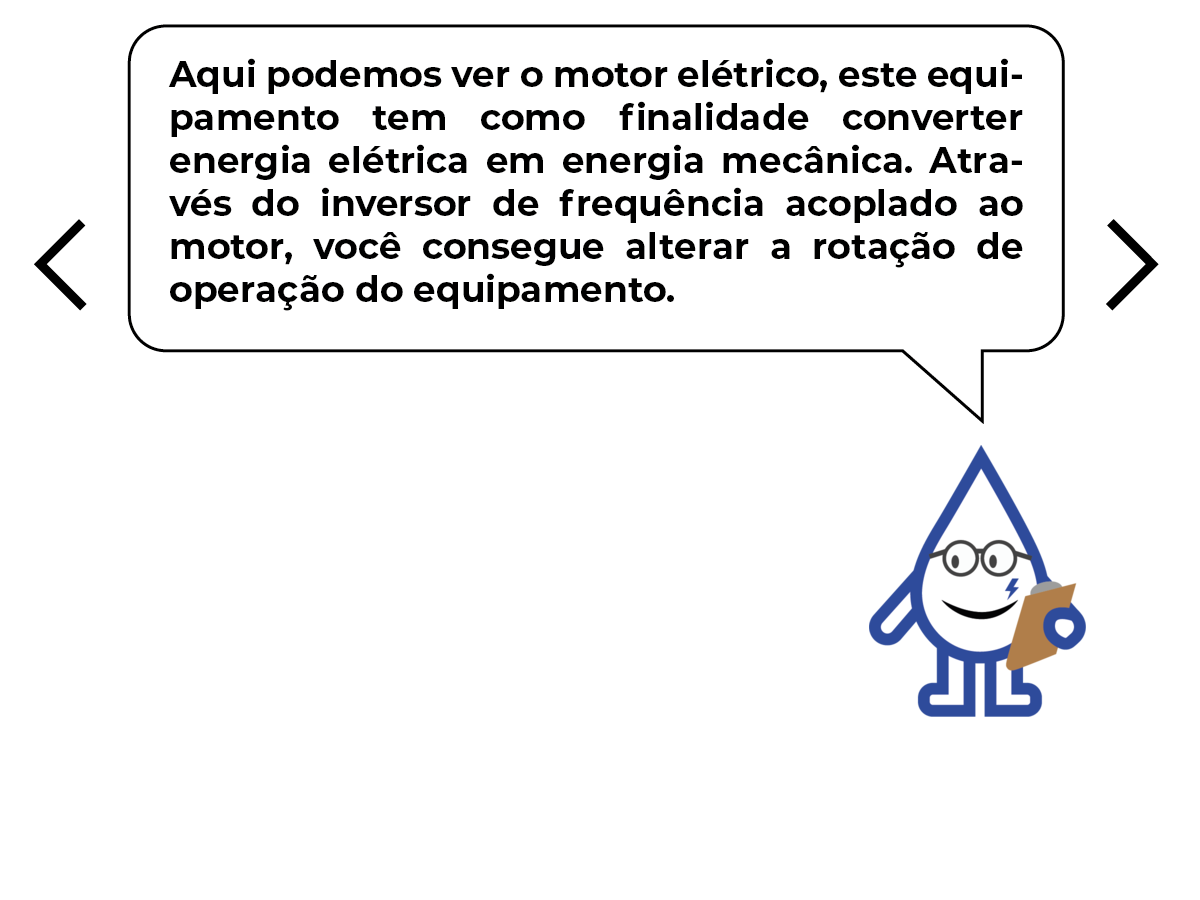 Aqui podemos ver o motor elétrico, este equi-
pamento tem como finalidade converter
energia elétrica em energia mecânica. Atra-
vés do inversor de frequência acoplado ao
motor, você consegue alterar a rotação de
operação do equipamento.